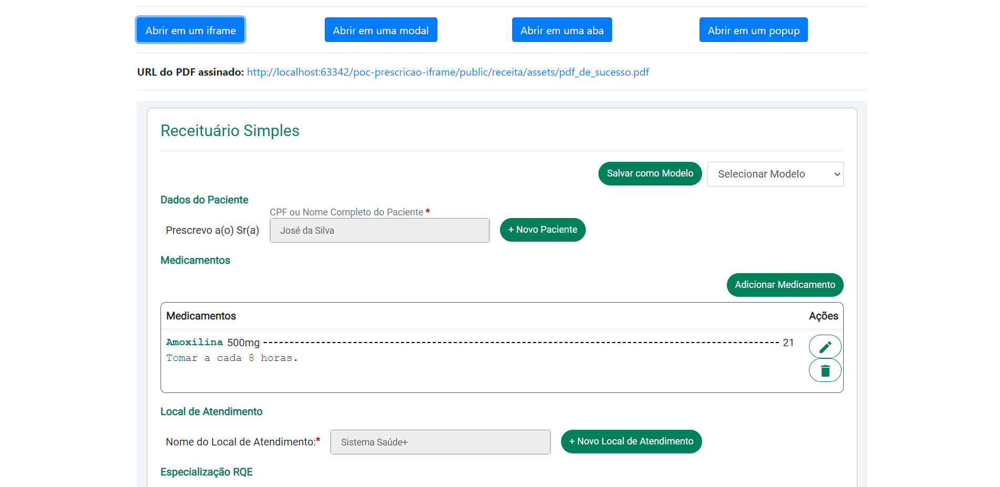 Abrir em um iframe Abrir em uma modal Abrir em uma aba Abrir em um popup
URL do PDF assinado: http://localhost:63342/poc-prescricao-iframe/public/receita/assets/pdf_de_sucesso.pdf
Receituário Simples
Salvar como Modelo Selecionar Modelo
Dados do Paciente
CPF ou Nome Completo do Paciente *
Prescrevo a(o) Sr(a) José da Silva + Novo Paciente
Medicamentos
Adicionar Medicamento
Medicamentos Ações
Amoxilina 500mg 21
Tomar a cada 8 horas.
Local de Atendimento
Nome do Local de Atendimento:* Sistema Saúde+ + Novo Local de Atendimento
Especialização RQE